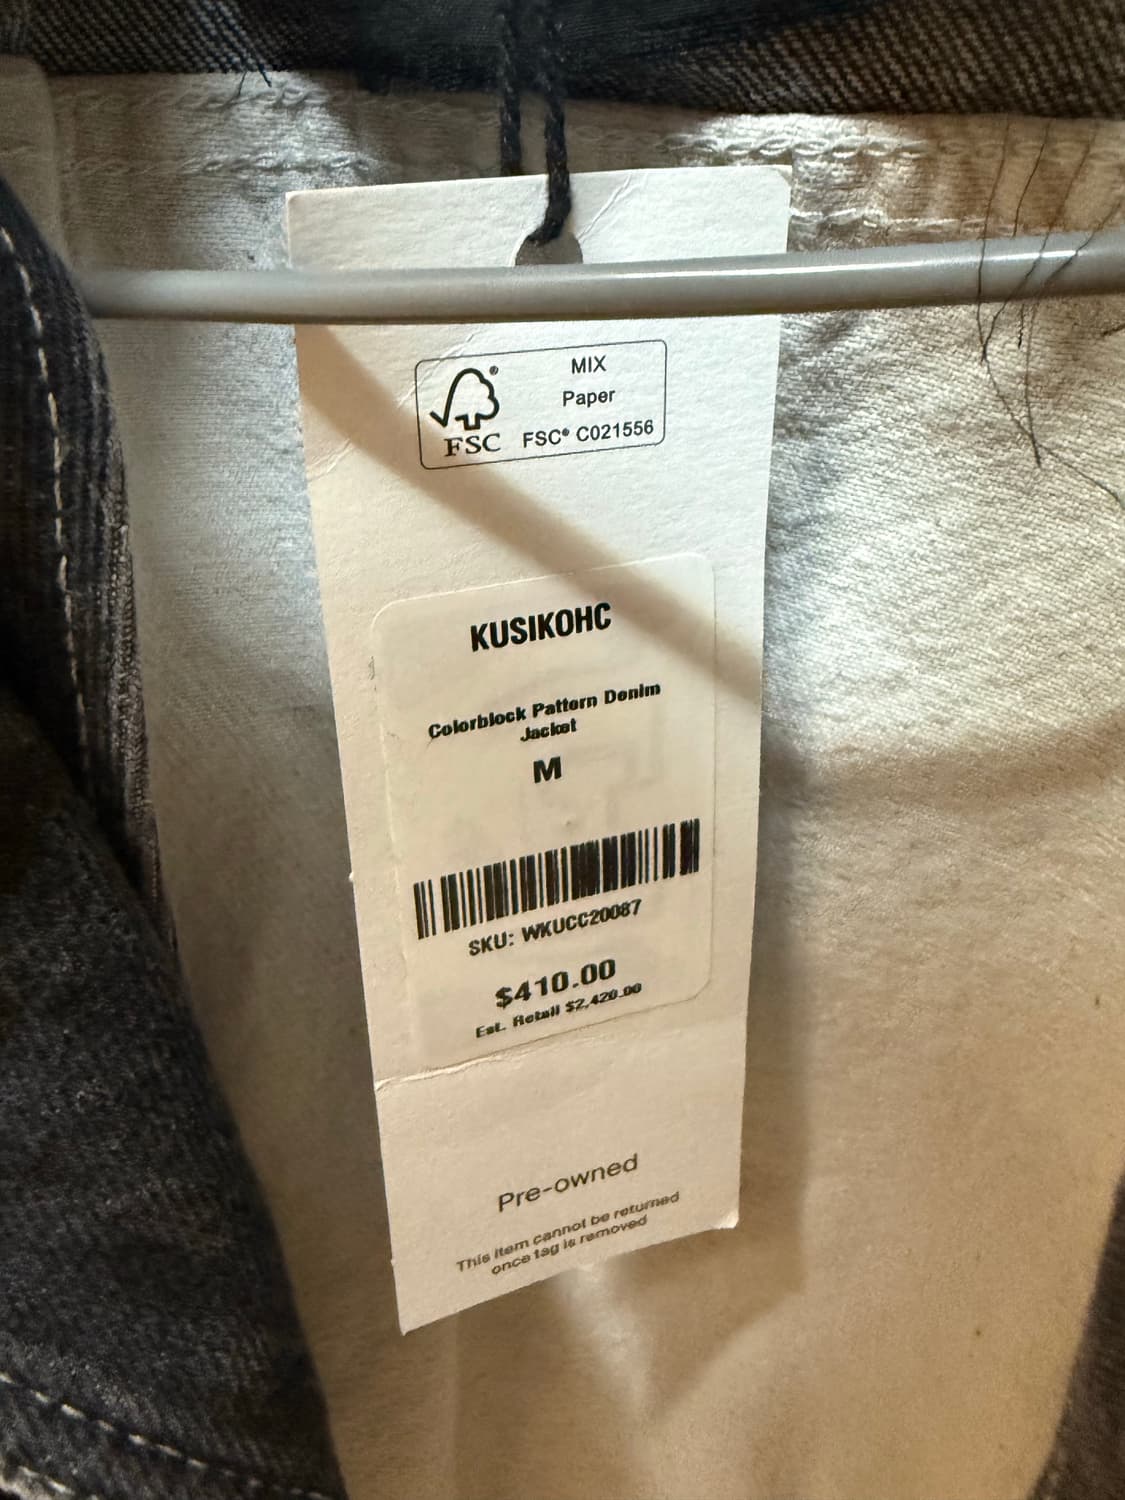 MIX
Paper
FSC® C021556
FSC
KUSIKOHC
Colorblock Pattern Denim
Jacket
M
SKU: WKUCC20087
$410.00
Est. Retail $2,420.00
Pre-owned
This item cannot be returned
once tag is removed